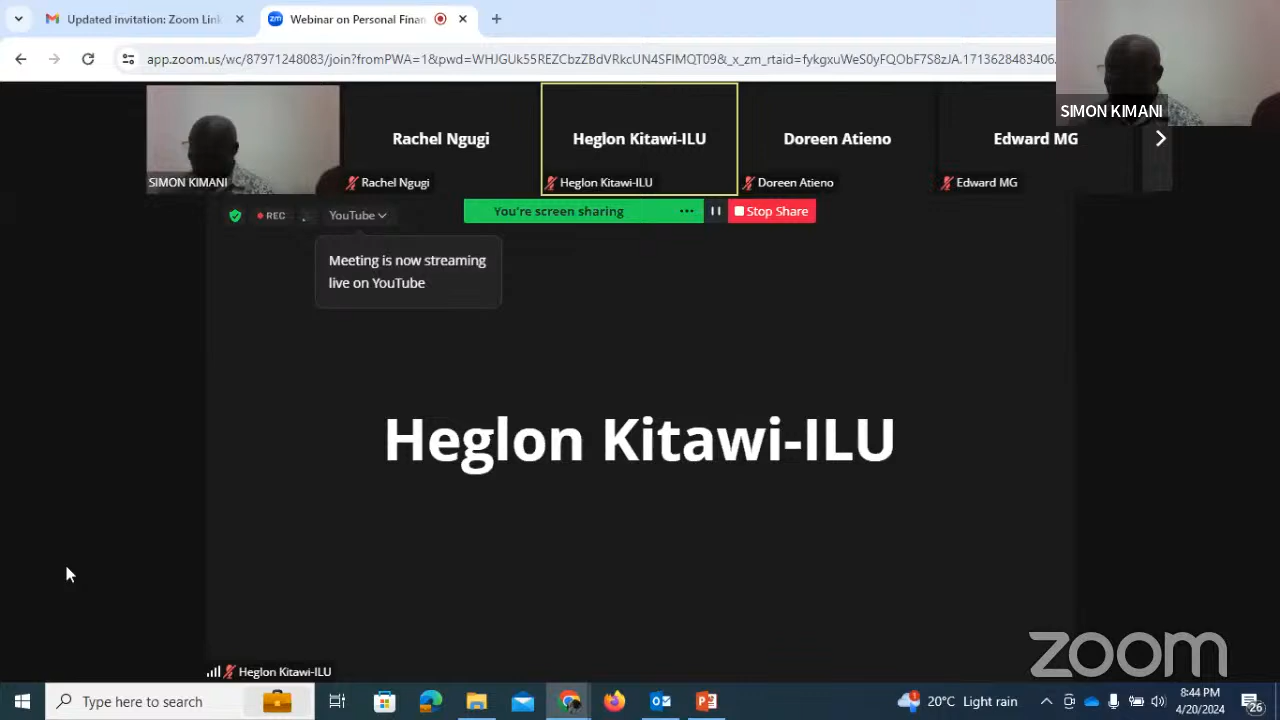 Updated invitation: Zoom Link
zm Webinar on Personal Finan
app.zoom.us/wc/87971248083/join?fromPWA=1&pwd=WHJGUk55REZCbzZBdVRkcUN4SFlMQT09&_x_zm_rtaid=fykgxuWeS0yFQObF7S8zJA.1713628483406.
SIMON KIMANI
Rachel Ngugi
Heglon Kitawi-ILU
Doreen Atieno
Edward MG
SIMON KIMANI
Rachel Ngugi
Heglon Kitawi-ILU
Doreen Atieno
Edward MG
REC
YouTube
You're screen sharing
Stop Share
Meeting is now streaming
live on YouTube
Heglon Kitawi-ILU
zoom
Heglon Kitawi-ILU
Type here to search
1
20°C Light rain
8:44 PM
4/20/2024
26